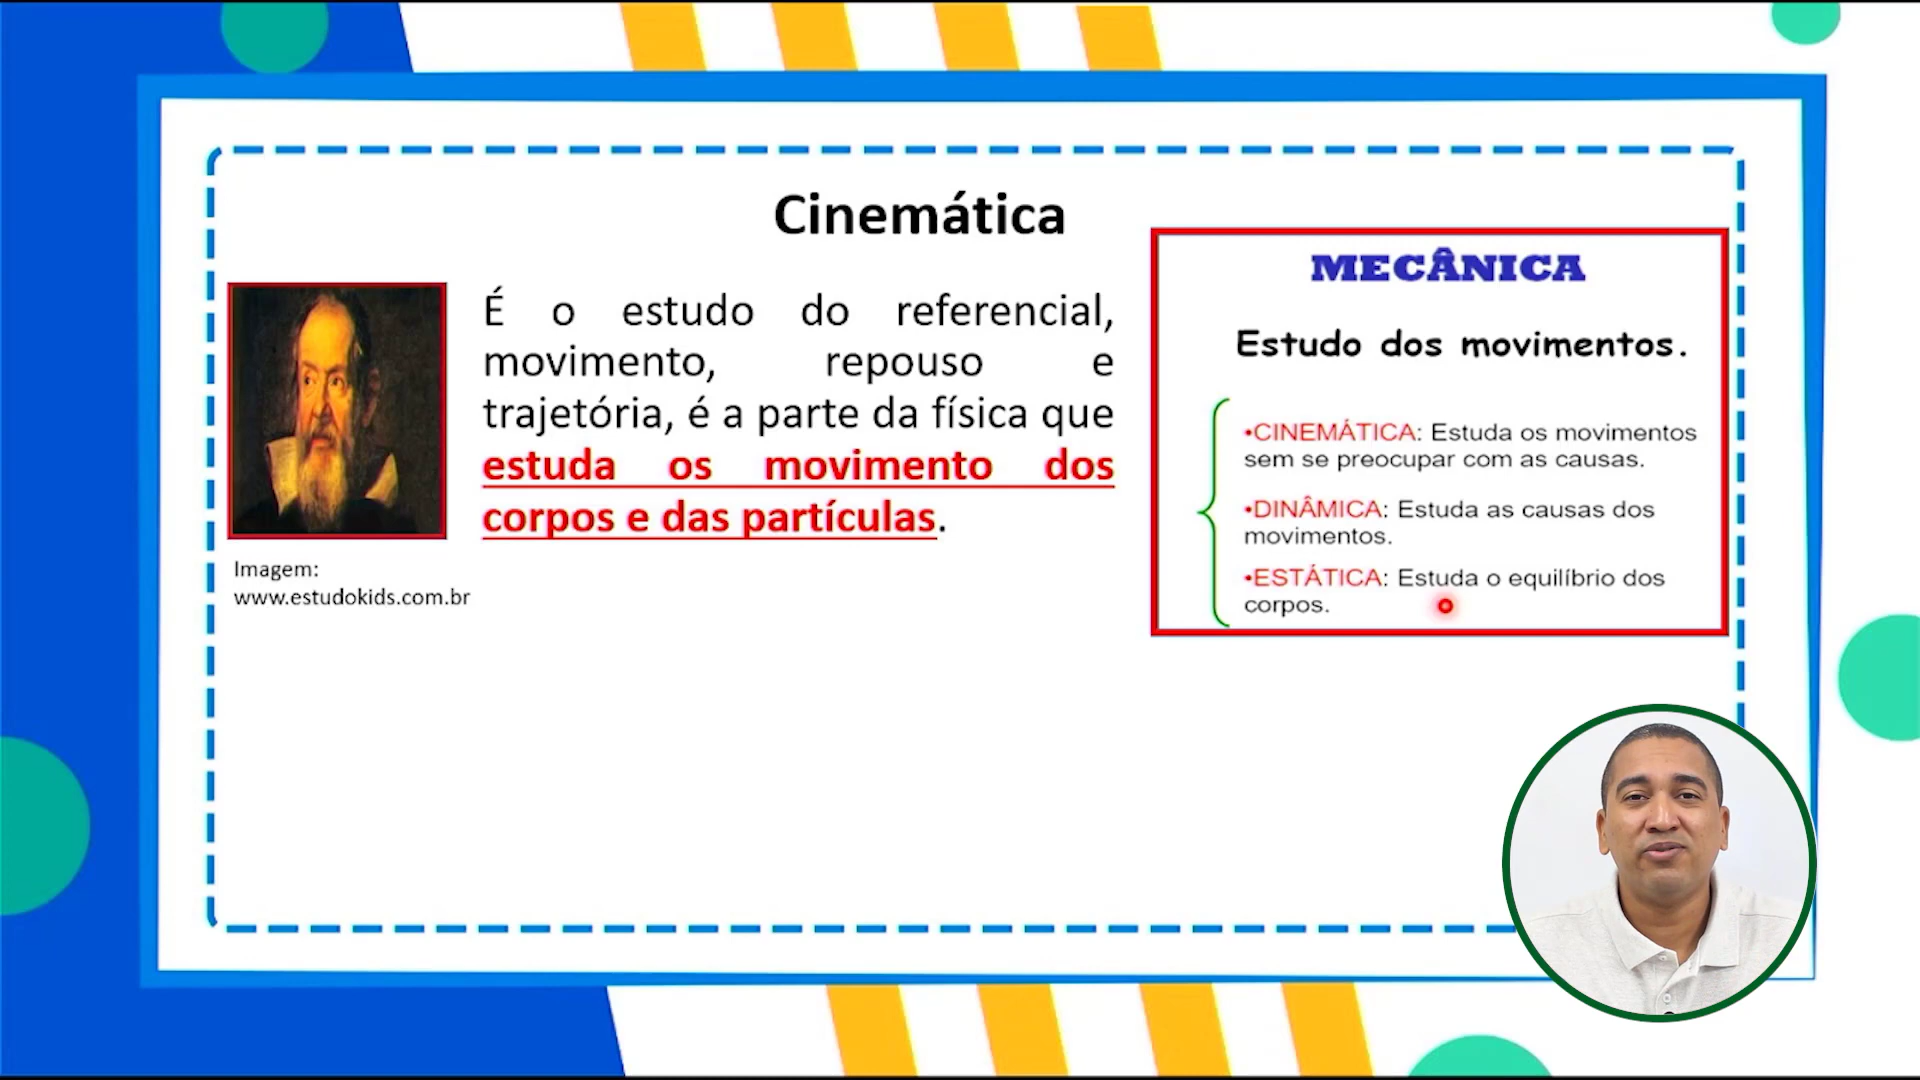 Cinemática
É o estudo do referencial,
movimento, repouso e
trajetória, é a parte da física que
estuda os movimento dos
corpos e das partículas.
Imagem:
www.estudokids.com.br
MECÂNICA
Estudo dos movimentos.
•CINEMÁTICA: Estuda os movimentos
sem se preocupar com as causas.
•DINÂMICA: Estuda as causas dos
movimentos.
•ESTÁTICA: Estuda o equilíbrio dos
corpos.